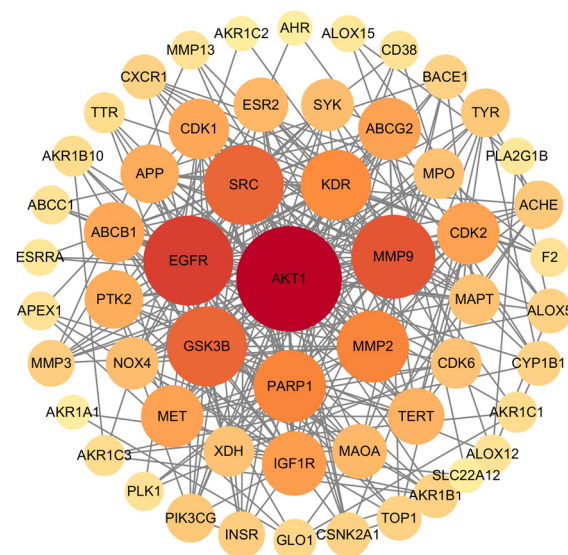 AKR1C2
AHR
ALOX15
MMP13
CD38
CXCR1
BACE1
ESR2
SYK
TTR
CDK1
ABCG2
TYR
PLA2G1B
AKR1B10
APP
SRC
KDR
MPO
ACHE
ABCC1
ABCB1
CDK2
ESRRA
EGFR
AKT1
MMP9
F2
PTK2
MAPT
APEX1
ALOX5
GSK3B
MMP2
MMP3
NOX4
CDK6
CYP1B1
PARP1
AKR1A1
MET
TERT
AKR1C1
AKR1C3
XDH
IGF1R
MAOA
ALOX12
SLC22A12
PLK1
AKR1B1
PIK3CG
INSR
GLO1
CSNK2A1
TOP1